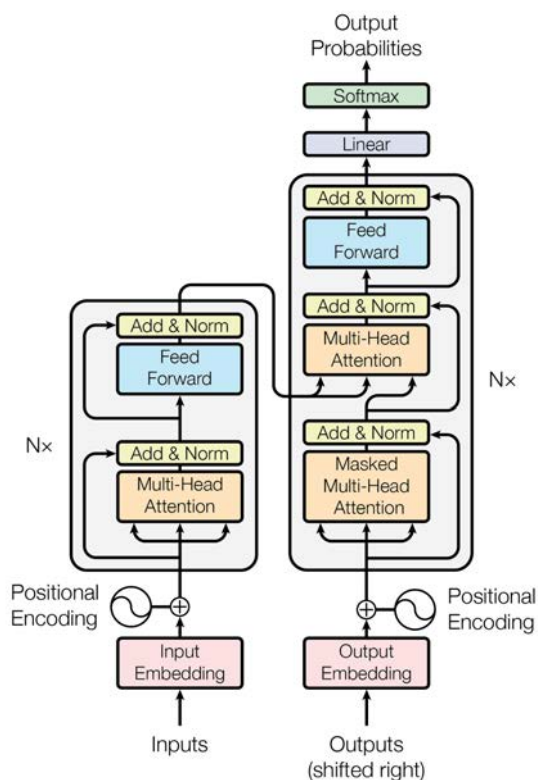 Output
Probabilities
Softmax
Linear
Add & Norm
Feed
Forward
Add & Norm
Multi-Head
Attention
Add & Norm
Masked
Multi-Head
Attention
N×
Add & Norm
Feed
Forward
Add & Norm
Multi-Head
Attention
N×
Positional
Encoding
Positional
Encoding
Input
Embedding
Output
Embedding
Inputs
Outputs
(shifted right)